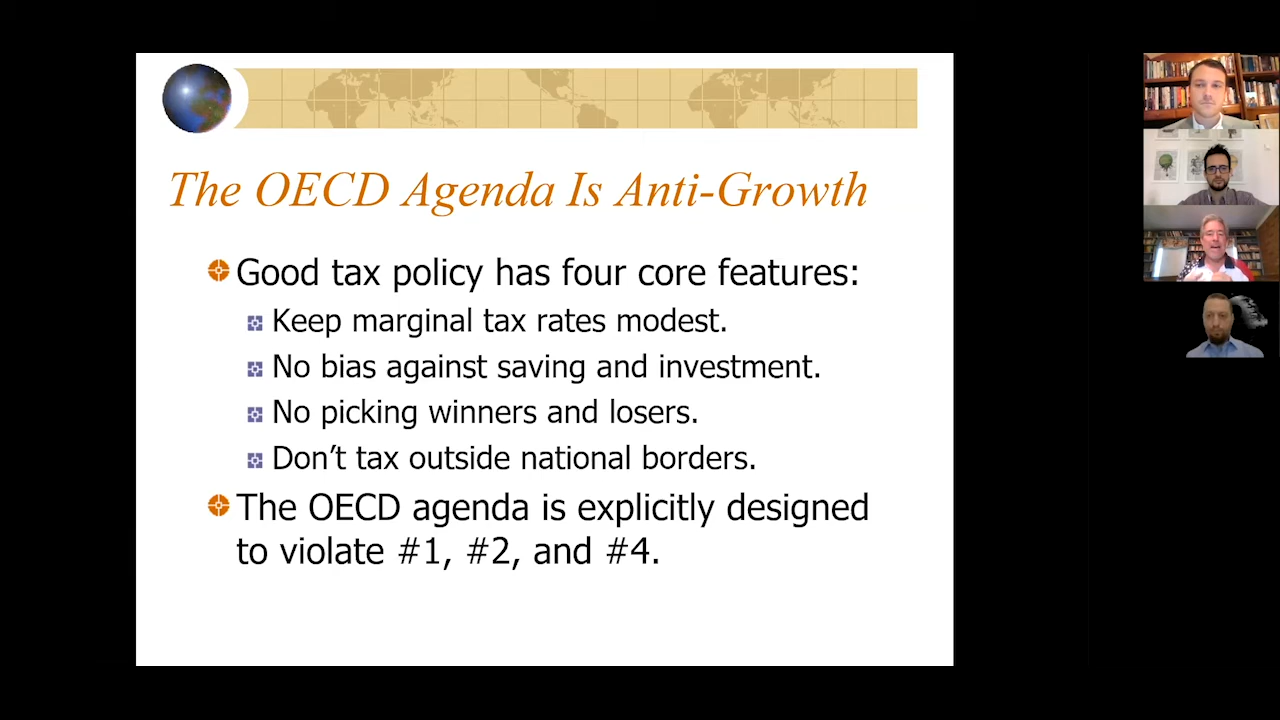 The OECD Agenda Is Anti-Growth
Good tax policy has four core features:
Keep marginal tax rates modest.
No bias against saving and investment.
No picking winners and losers.
Don’t tax outside national borders.
The OECD agenda is explicitly designed
to violate #1, #2, and #4.